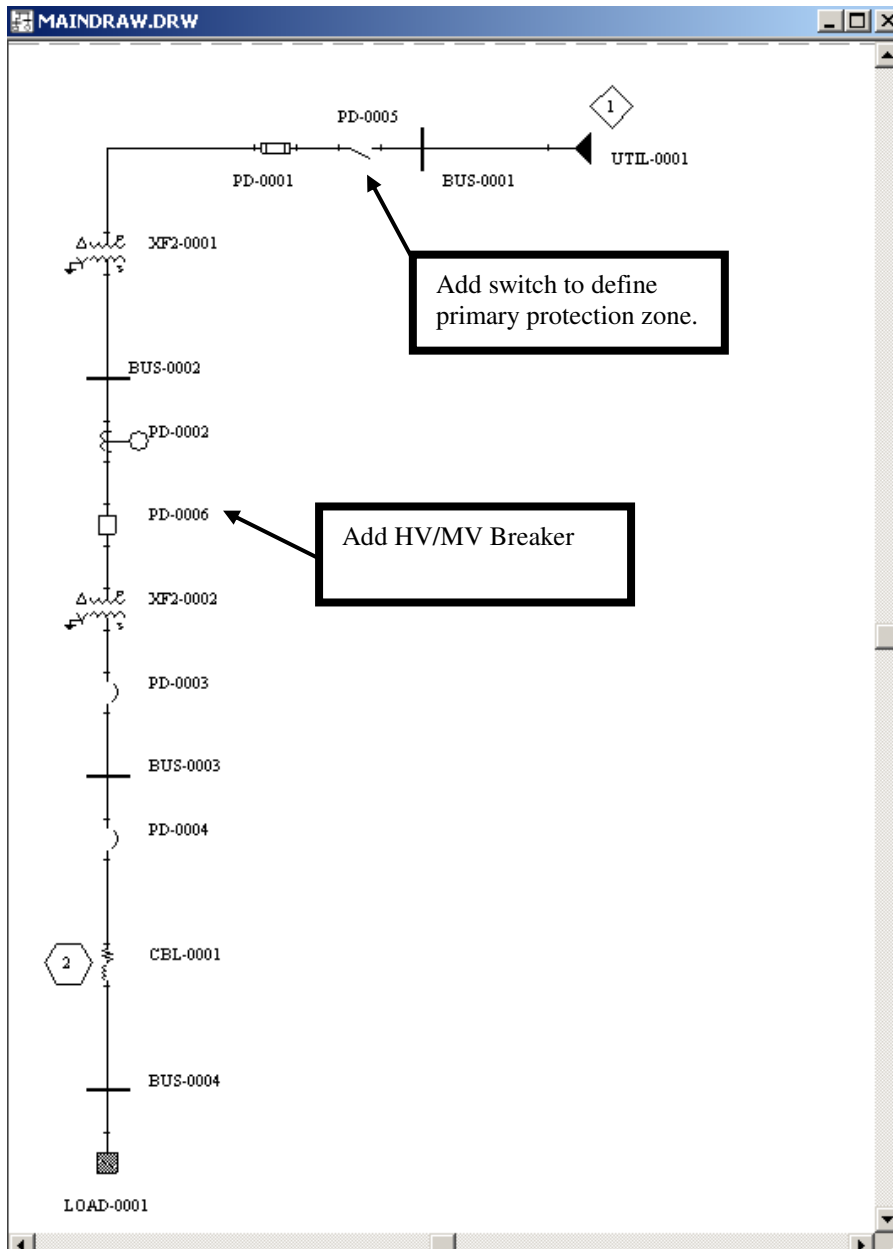 MAINDRAW.DRW
1
PD-0005
UTIL-0001
PD-0001
BUS-0001
XF2-0001
Add switch to define
primary protection zone.
BUS-0002
PD-0002
PD-0006
Add HV/MV Breaker
XF2-0002
PD-0003
BUS-0003
PD-0004
2
CBL-0001
BUS-0004
LOAD-0001